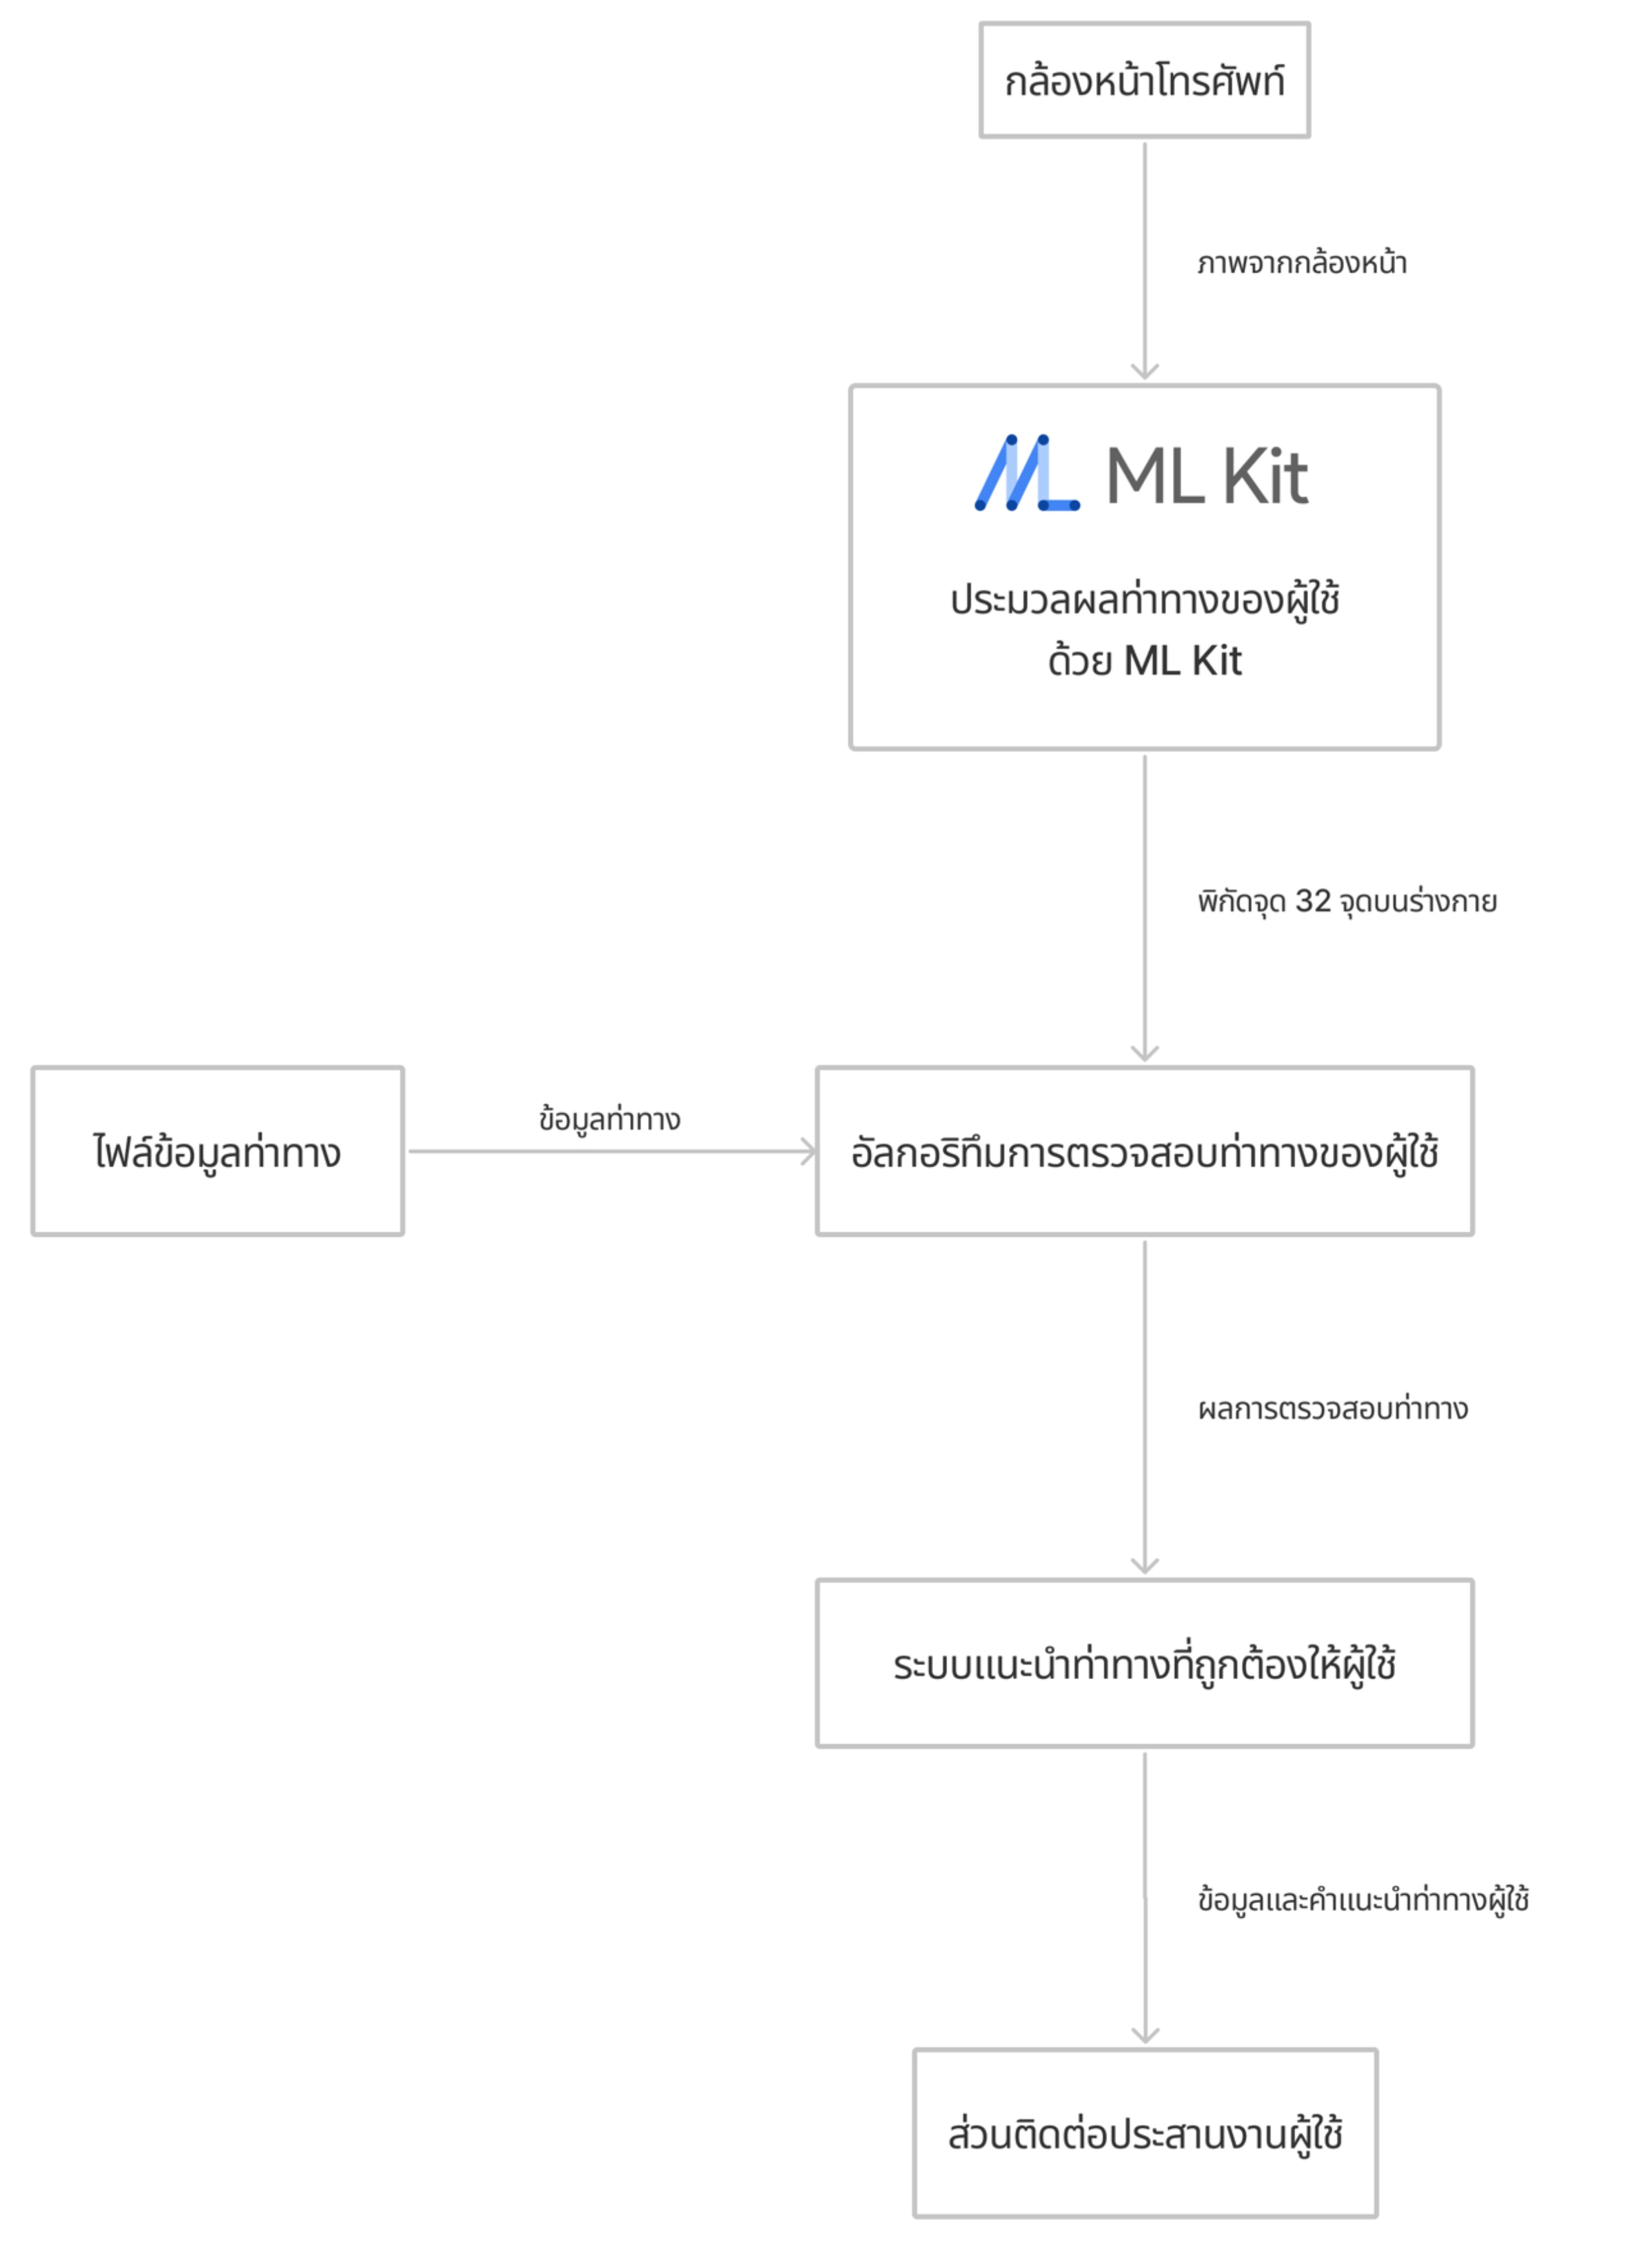 กล้องหน้าโทรศัพท์
ภาพจากกล้องหน้า
ML ML Kit
ประมวลผลท่าทางของผู้ใช้
ด้วย ML Kit
พิกัดจุด 32 จุดบนร่างกาย
ไฟล์ข้อมูลท่าทาง
ข้อมูลท่าทาง
อัลกอริทึมการตรวจสอบท่าทางของผู้ใช้
ผลการตรวจสอบท่าทาง
ระบบแนะนำท่าทางที่ถูกต้องให้ผู้ใช้
ข้อมูลและคำแนะนำท่าทางผู้ใช้
ส่วนติดต่อประสานงานผู้ใช้